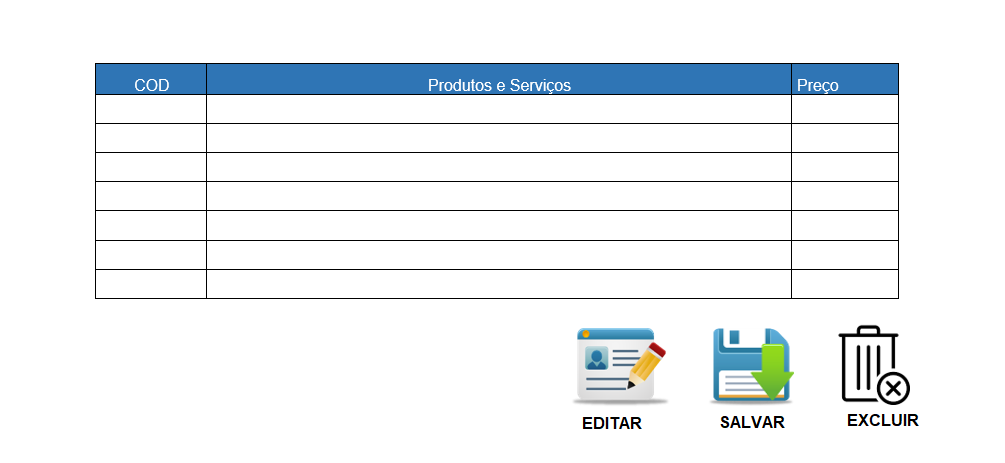 COD Produtos e Serviços Preço
EDITAR SALVAR EXCLUIR